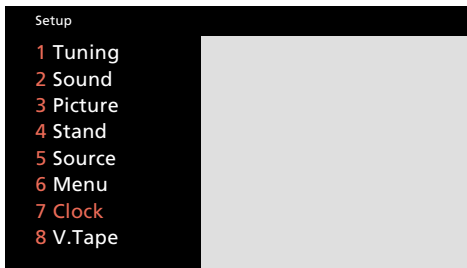 Setup
1 Tuning
2 Sound
3 Picture
4 Stand
5 Source
6 Menu
7 Clock
8 V.Tape